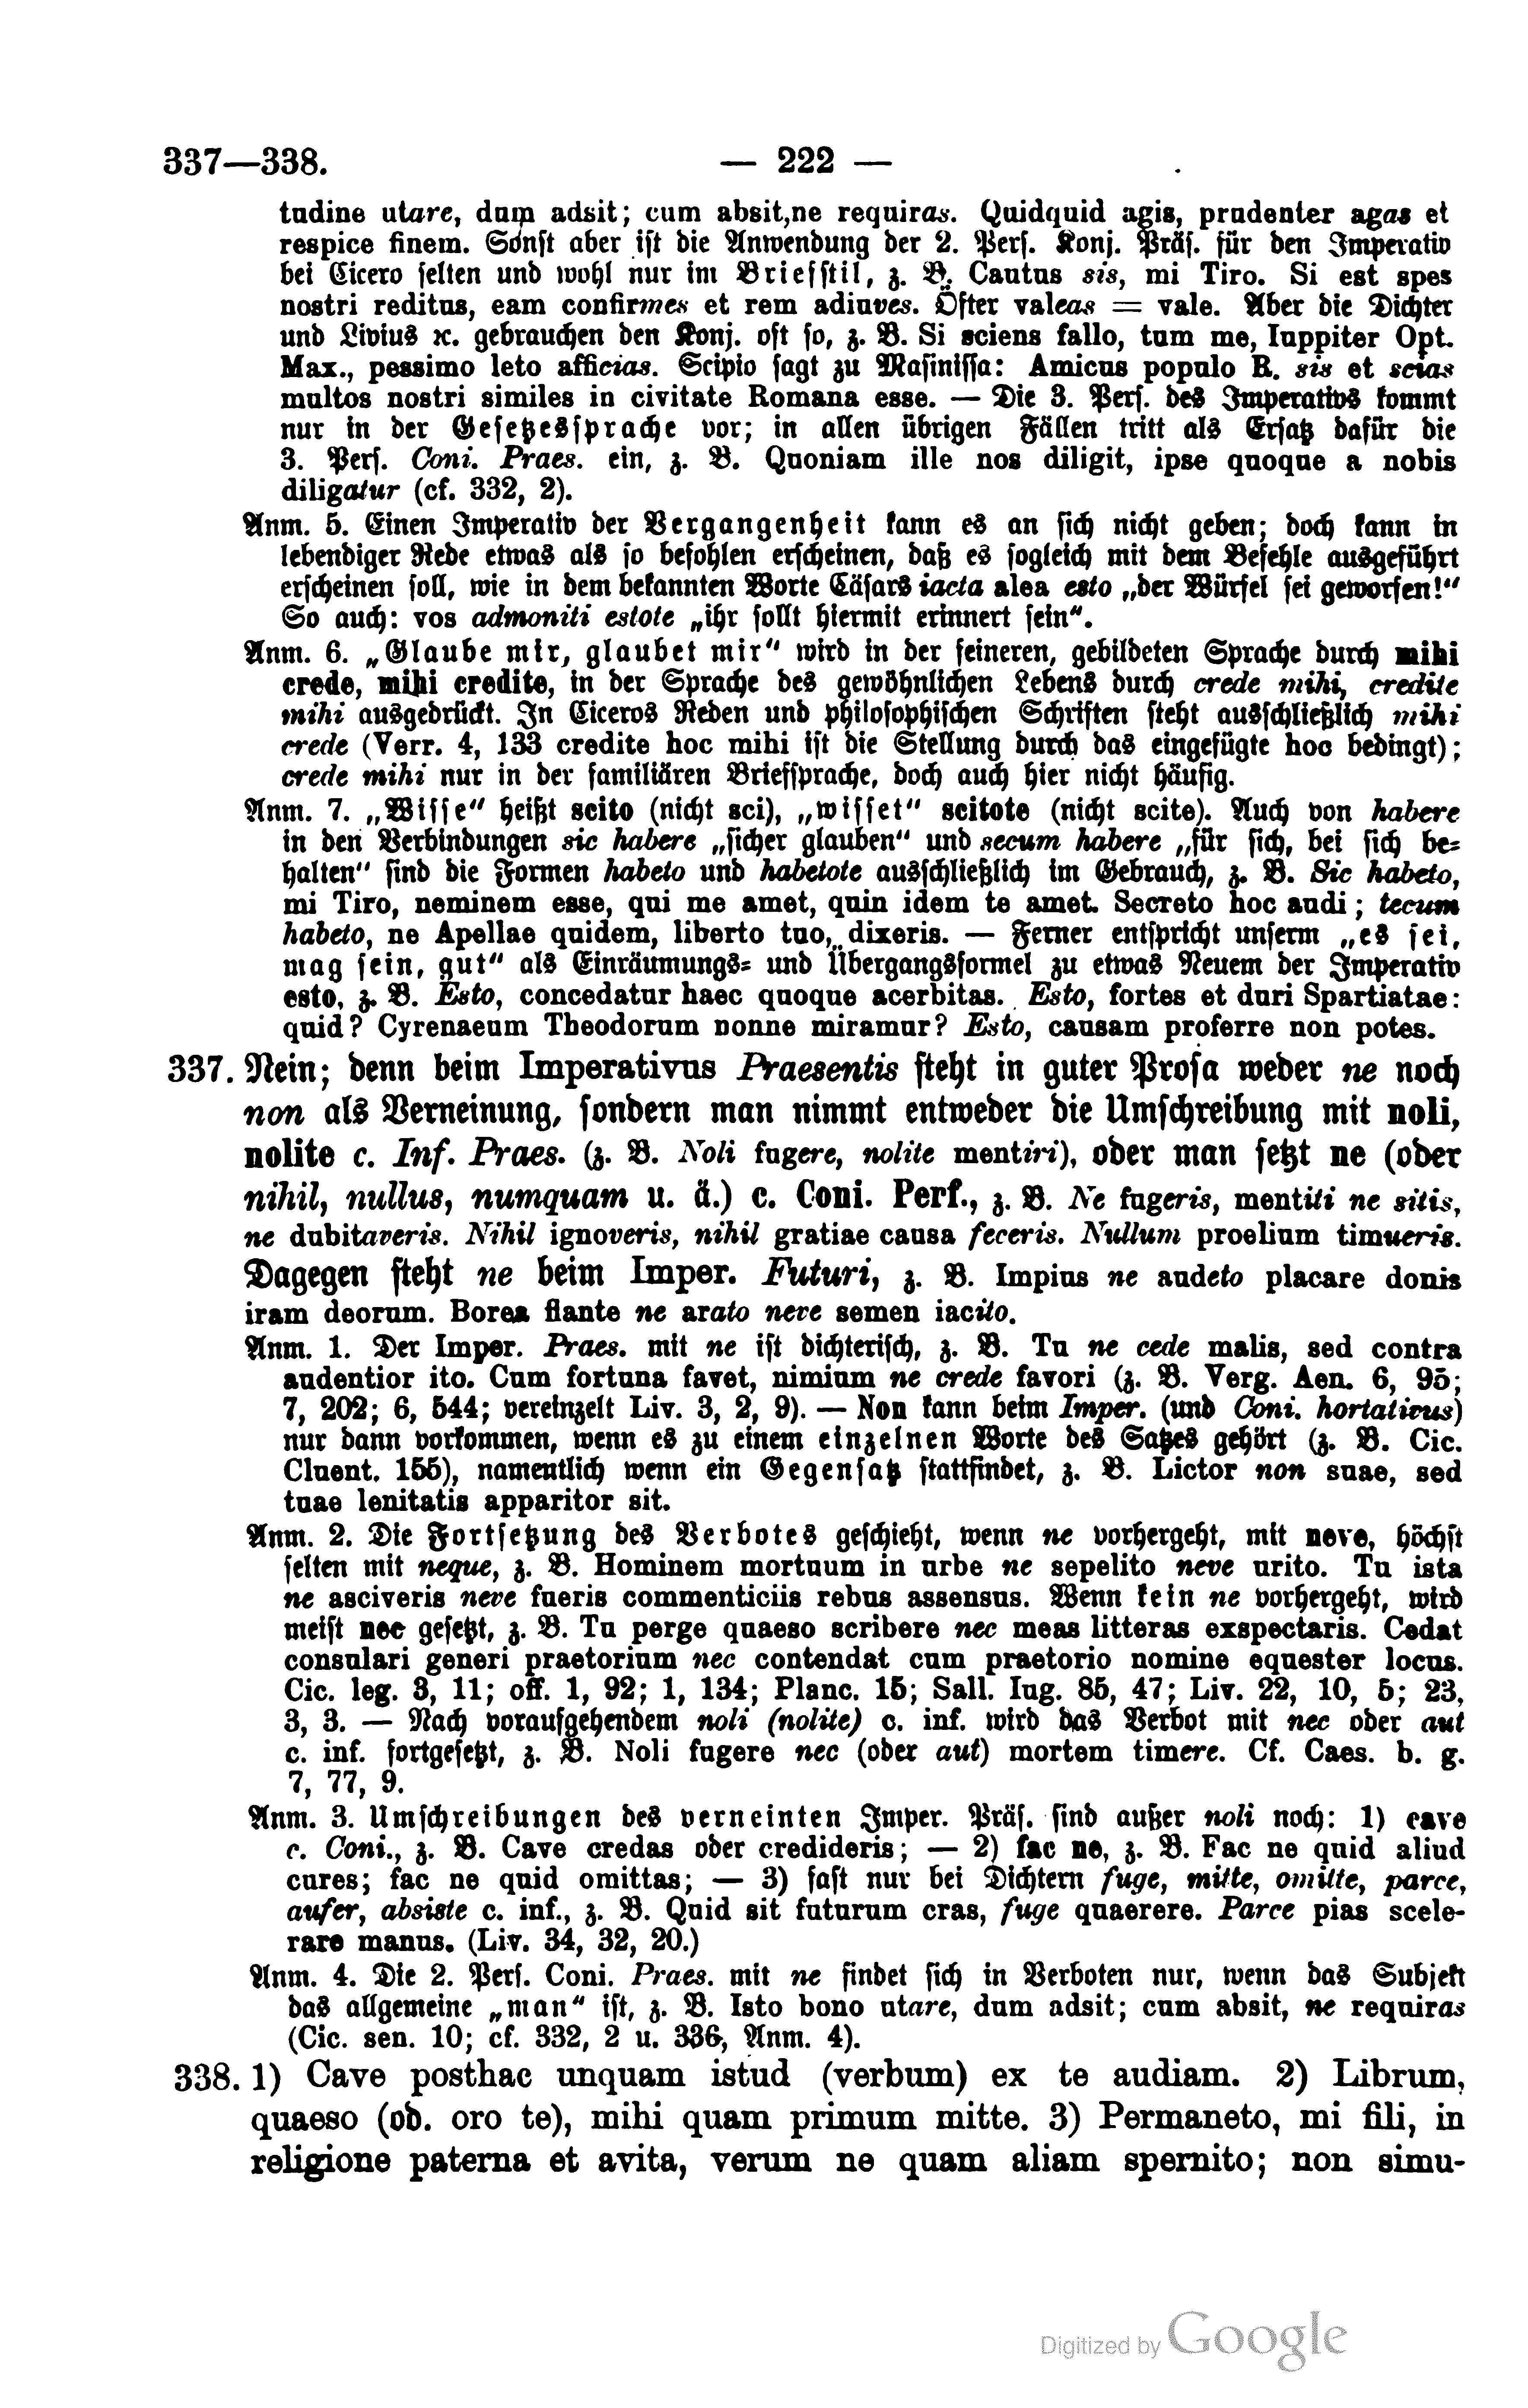 337—338. — 222 —
tudine utare, dum adsit; cum absit, ne requiras. Quidquid agis, prudenter agas et
respice finem. Sonst aber ist die Anwendung der 2. Pers. Konj. Präs. für den Imperativ
bei Cicero selten und wohl nur im Briefstil, z. B. Cautus sis, mi Tiro. Si est spes
nostri reditus, eam confirmes et rem adiuves. Öfter valeas = vale. Aber die Dichter
und Livius ꝛc. gebrauchen den Konj. oft so, z. B. Si sciens fallo, tum me, Iuppiter Opt.
Max., pessimo leto afficias. Scipio sagt zu Masinissa: Amicus populo R. sis et scias
multos nostri similes in civitate Romana esse. — Die 3. Pers. des Imperativs kommt
nur in der Gesetzessprache vor; in allen übrigen Fällen tritt als Ersatz dafür die
3. Pers. Coni. Praes. ein, z. B. Quoniam ille nos diligit, ipse quoque a nobis
diligatur (cf. 332, 2).
Anm. 5. Einen Imperativ der Vergangenheit kann es an sich nicht geben; doch kann in
lebendiger Rede etwas als so befohlen erscheinen, daß es sogleich mit dem Befehle ausgeführt
erscheinen soll, wie in dem bekannten Worte Cäsars iacta alea esto „der Würfel sei geworfen!“
So auch: vos admoniti estote „ihr sollt hiermit erinnert sein“.
Anm. 6. „Glaube mir, glaubet mir“ wird in der feineren, gebildeten Sprache durch mihi
crede, mihi credite, in der Sprache des gewöhnlichen Lebens durch crede mihi, credite
mihi ausgedrückt. In Ciceros Reden und philosophischen Schriften steht ausschließlich mihi
crede (Verr. 4, 133 credite hoc mihi ist die Stellung durch das eingefügte hoc bedingt);
crede mihi nur in der familiären Briefsprache, doch auch hier nicht häufig.
Anm. 7. „Wisse“ heißt scito (nicht sci), „wisset“ scitote (nicht scite). Auch von habere
in den Verbindungen sic habere „sicher glauben“ und secum habere „für sich, bei sich be-
halten“ sind die Formen habeto und habetote ausschließlich im Gebrauch, z. B. Sic habeto,
mi Tiro, neminem esse, qui me amet, quin idem te amet. Secreto hoc audi; tecum
habeto, ne Apellae quidem, liberto tuo, dixeris. — Ferner entspricht unserm „es sei,
mag sein, gut“ als Einräumungs- und Übergangsformel zu etwas Neuem der Imperativ
esto, z. B. Esto, concedatur haec quoque acerbitas. Esto, fortes et duri Spartiatae:
quid? Cyrenaeum Theodorum nonne miramur? Esto, causam proferre non potes.
337. Nein; denn beim Imperativus Praesentis steht in guter Prosa weder ne noch
non als Verneinung, sondern man nimmt entweder die Umschreibung mit noli,
nolite c. Inf. Praes. (z. B. Noli fugere, nolite mentiri), oder man setzt ne (oder
nihil, nullus, numquam u. ä.) c. Coni. Perf., z. B. Ne fugeris, mentiti ne sitis,
ne dubitaveris. Nihil ignoveris, nihil gratiae causa feceris. Nullum proelium timueris.
Dagegen steht ne beim Imper. Futuri, z. B. Impius ne audeto placare donis
iram deorum. Borea flante ne arato neve semen iacito.
Anm. 1. Der Imper. Praes. mit ne ist dichterisch, z. B. Tu ne cede malis, sed contra
audentior ito. Cum fortuna favet, nimium ne crede favori (z. B. Verg. Aen. 6, 95;
7, 202; 6, 544; vereinzelt Liv. 3, 2, 9). — Non kann beim Imper. (und Coni. hortativus)
nur dann vorkommen, wenn es zu einem einzelnen Worte des Satzes gehört (z. B. Cic.
Cluent. 155), namentlich wenn ein Gegensatz stattfindet, z. B. Lictor non suae, sed
tuae lenitatis apparitor sit.
Anm. 2. Die Fortsetzung des Verbotes geschieht, wenn ne vorhergeht, mit neve, höchst
selten mit neque, z. B. Hominem mortuum in urbe ne sepelito neve urito. Tu ista
ne asciveris neve fueris commenticiis rebus assensus. Wenn kein ne vorhergeht, wird
meist nec gesetzt, z. B. Tu perge quaeso scribere nec meas litteras exspectaris. Cedat
consulari generi praetorium nec contendat cum praetorio nomine equester locus.
Cic. leg. 3, 11; off. 1, 92; 1, 134; Planc. 15; Sall. Iug. 85, 47; Liv. 22, 10, 5; 23,
3, 3. — Nach voraufgehendem noli (nolite) c. inf. wird das Verbot mit nec oder aut
c. inf. fortgesetzt, z. B. Noli fugere nec (oder aut) mortem timere. Cf. Caes. b. g.
7, 77, 9.
Anm. 3. Umschreibungen des verneinten Imper. Präs. sind außer noli noch: 1) cave
c. Coni., z. B. Cave credas oder credideris; — 2) fac ne, z. B. Fac ne quid aliud
cures; fac ne quid omittas; — 3) fast nur bei Dichtern fuge, mitte, omitte, parce,
aufer, absiste c. inf., z. B. Quid sit futurum cras, fuge quaerere. Parce pias scele-
rare manus. (Liv. 34, 32, 20.)
Anm. 4. Die 2. Pers. Coni. Praes. mit ne findet sich in Verboten nur, wenn das Subjekt
das allgemeine „man“ ist, z. B. Isto bono utare, dum adsit; cum absit, ne requiras
(Cic. sen. 10; cf. 332, 2 u. 336, Anm. 4).
338. 1) Cave posthac unquam istud (verbum) ex te audiam. 2) Librum,
quaeso (od. oro te), mihi quam primum mitte. 3) Permaneto, mi fili, in
religione paterna et avita, verum ne quam aliam spernito; non simu-
Digitized by Google